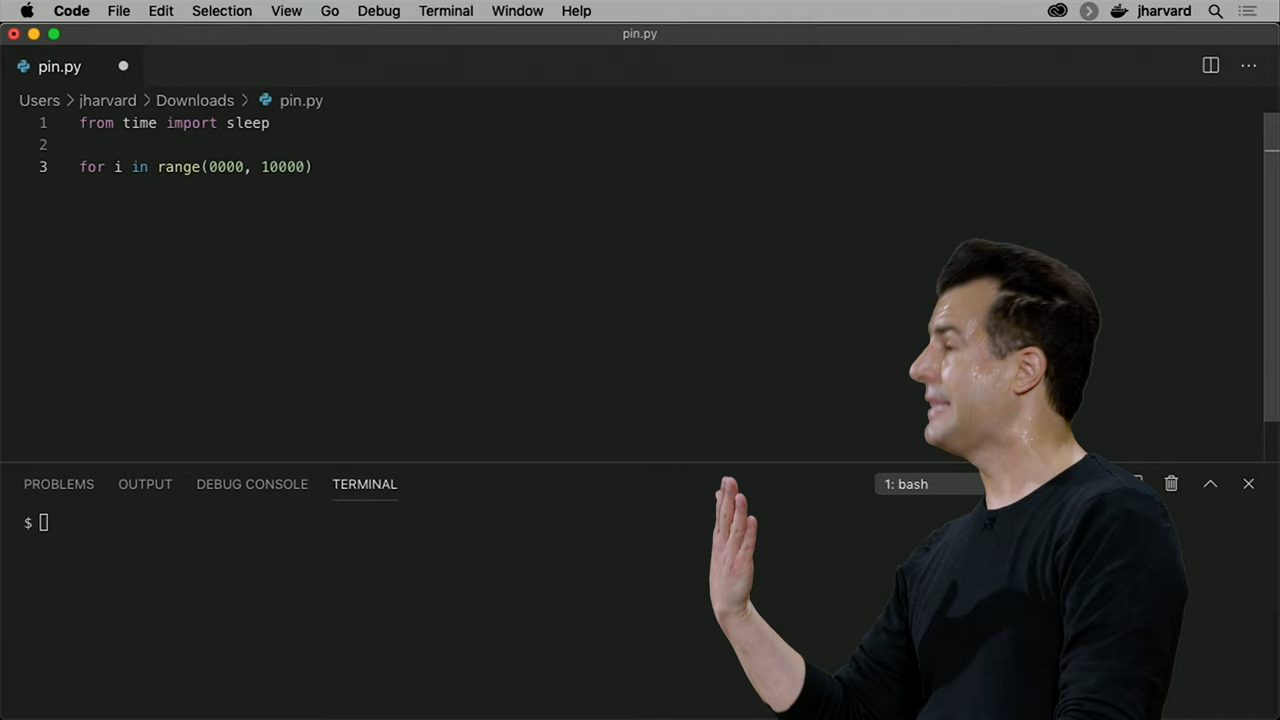 Code File Edit Selection View Go Debug Terminal Window Help jharvard
pin.py
pin.py
Users > jharvard > Downloads > pin.py
1 from time import sleep
2
3 for i in range(0000, 10000)
PROBLEMS OUTPUT DEBUG CONSOLE TERMINAL 1: bash
$